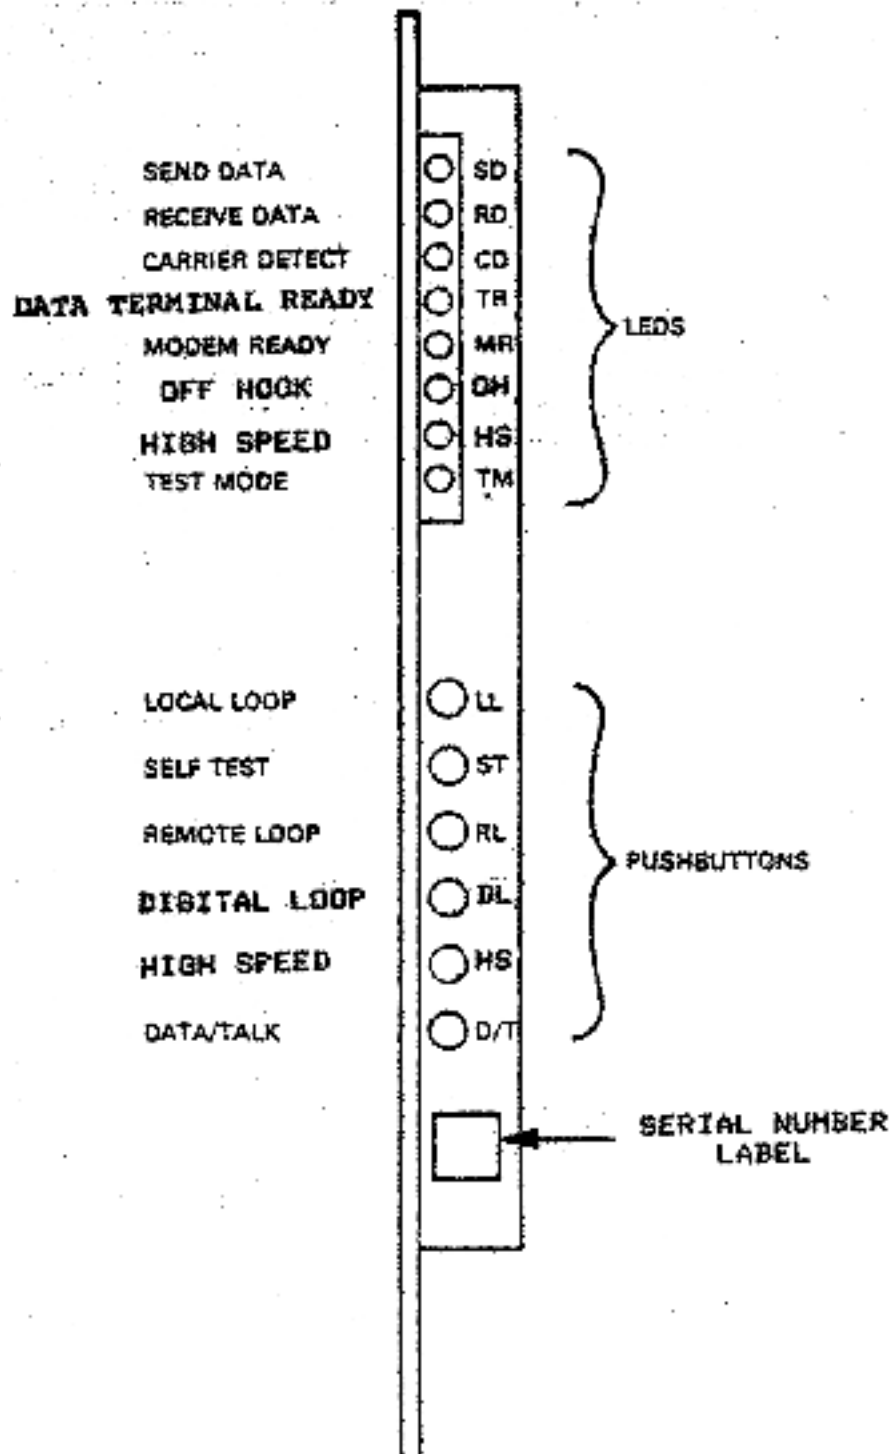 SEND DATA SD
RECEIVE DATA RD
CARRIER DETECT CD
DATA TERMINAL READY TR
LEDS
MODEM READY MR
OFF HOOK OH
HIGH SPEED HS
TEST MODE TM
LOCAL LOOP LL
SELF TEST ST
REMOTE LOOP RL
PUSHBUTTONS
DIGITAL LOOP DL
HIGH SPEED HS
DATA/TALK D/T
SERIAL NUMBER
LABEL